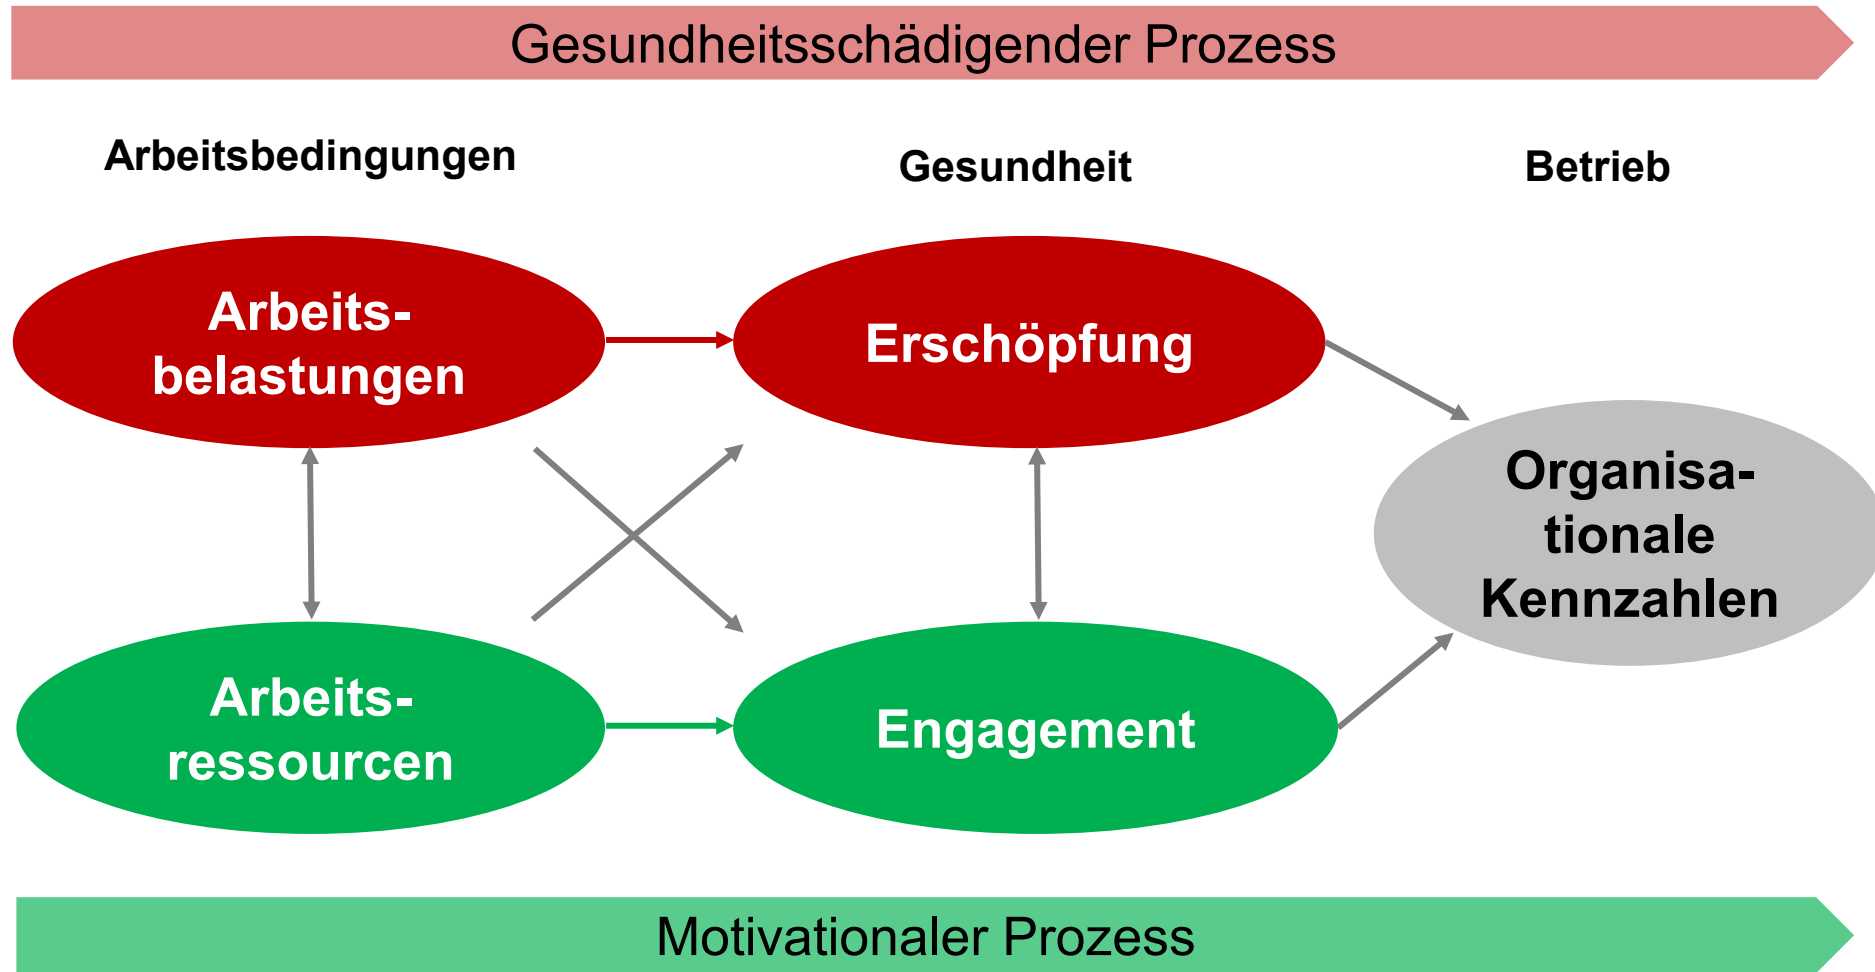 Gesundheitsschädigender Prozess
Arbeitsbedingungen
Gesundheit
Betrieb
Arbeits-
belastungen
Erschöpfung
Organisa-
tionale
Kennzahlen
Arbeits-
ressourcen
Engagement
Motivationaler Prozess